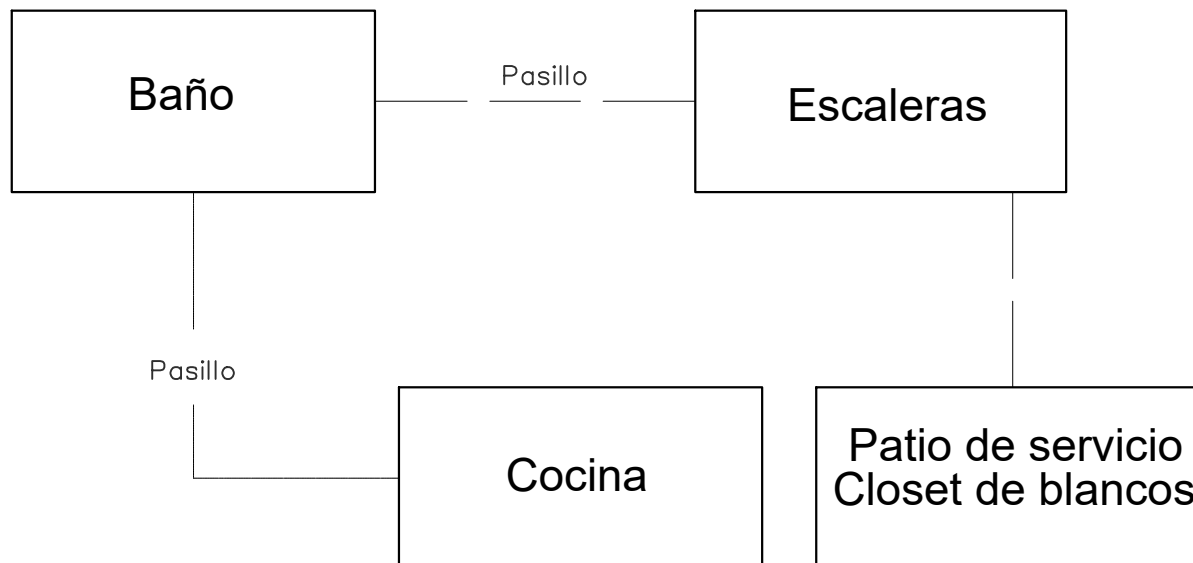 Baño
Pasillo
Escaleras
Pasillo
Cocina
Patio de servicio
Closet de blancos